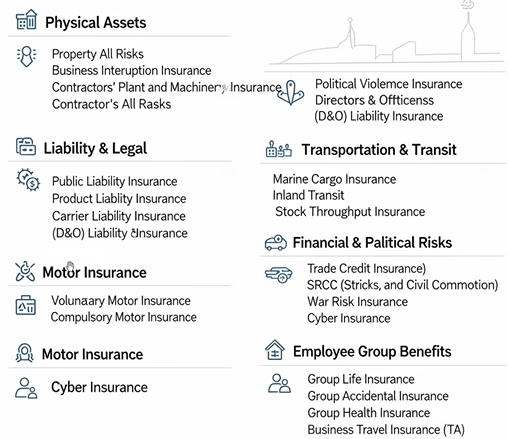 Physical Assets
Property All Risks
Business Interuption Insurance
Contractors' Plant and Machinery Insurance
Contractor's All Rasks
Liability & Legal
Public Liability Insurance
Product Liablity Insurance
Carrier Liability Insurance
(D&O) Liability Insurance
Motor Insurance
Volunaary Motor Insurance
Compulsory Motor Insurance
Motor Insurance
Cyber Insurance
Political Violemce Insurance
Directors & Offticenss
(D&O) Liability Insurance
Transportation & Transit
Marine Cargo Insurance
Inland Transit
Stock Throughput Insurance
Financial & Palitical Risks
Trade Credit Insurance)
SRCC (Stricks, and Civil Commotion)
War Risk Insurance
Cyber Insurance
Employee Group Benefits
Group Life Insurance
Group Accidental Insurance
Group Health Insurance
Business Travel Insurance (TA)